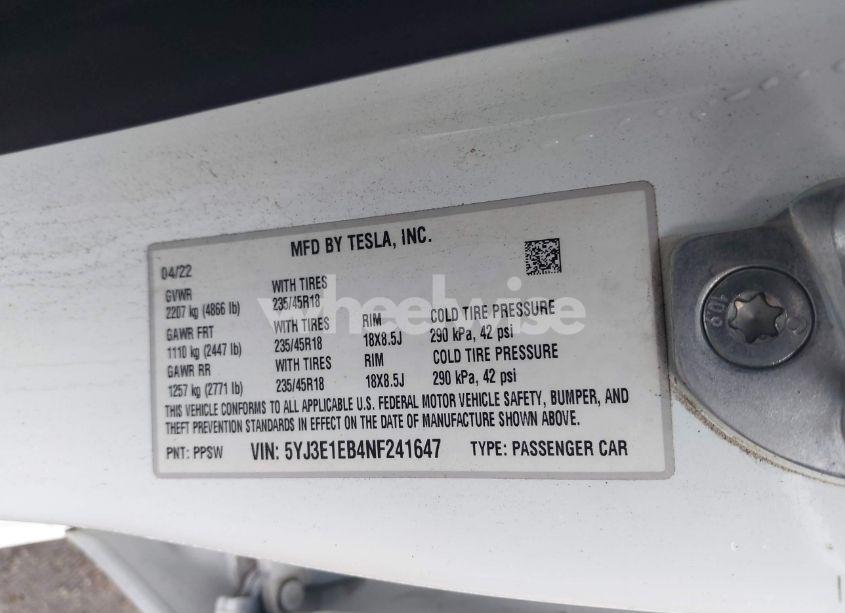 MFD BY TESLA, INC.
04/22
GVWR WITH TIRES
2207 kg (4866 lb) 235/45R18
GAWR FRT WITH TIRES RIM COLD TIRE PRESSURE
1110 kg (2447 lb) 235/45R18 18X8.5J 290 kPa, 42 psi
GAWR RR WITH TIRES RIM COLD TIRE PRESSURE
1257 kg (2771 lb) 235/45R18 18X8.5J 290 kPa, 42 psi
THIS VEHICLE CONFORMS TO ALL APPLICABLE U.S. FEDERAL MOTOR VEHICLE SAFETY, BUMPER, AND
THEFT PREVENTION STANDARDS IN EFFECT ON THE DATE OF MANUFACTURE SHOWN ABOVE.
PNT: PPSW VIN: 5YJ3E1EB4NF241647 TYPE: PASSENGER CAR
wheelwise